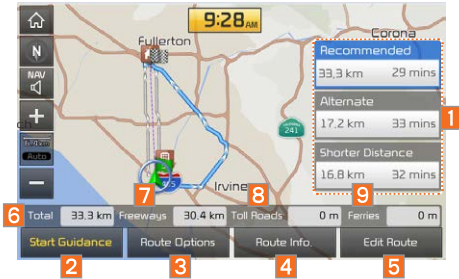 9:28 AM
Fullerton
Corona
N
NAV
Recommended
33,3 km 29 mins
Alternate
17.2 km 33 mins
1
Shorter Distance
16.8 km 32 mins
241
Auto
Irvine
7 8 9
6 Total 33.3 km Freeways 30.4 km Toll Roads 0 m Ferries 0 m
Start Guidance Route Options Route Info. Edit Route
2 3 4 5